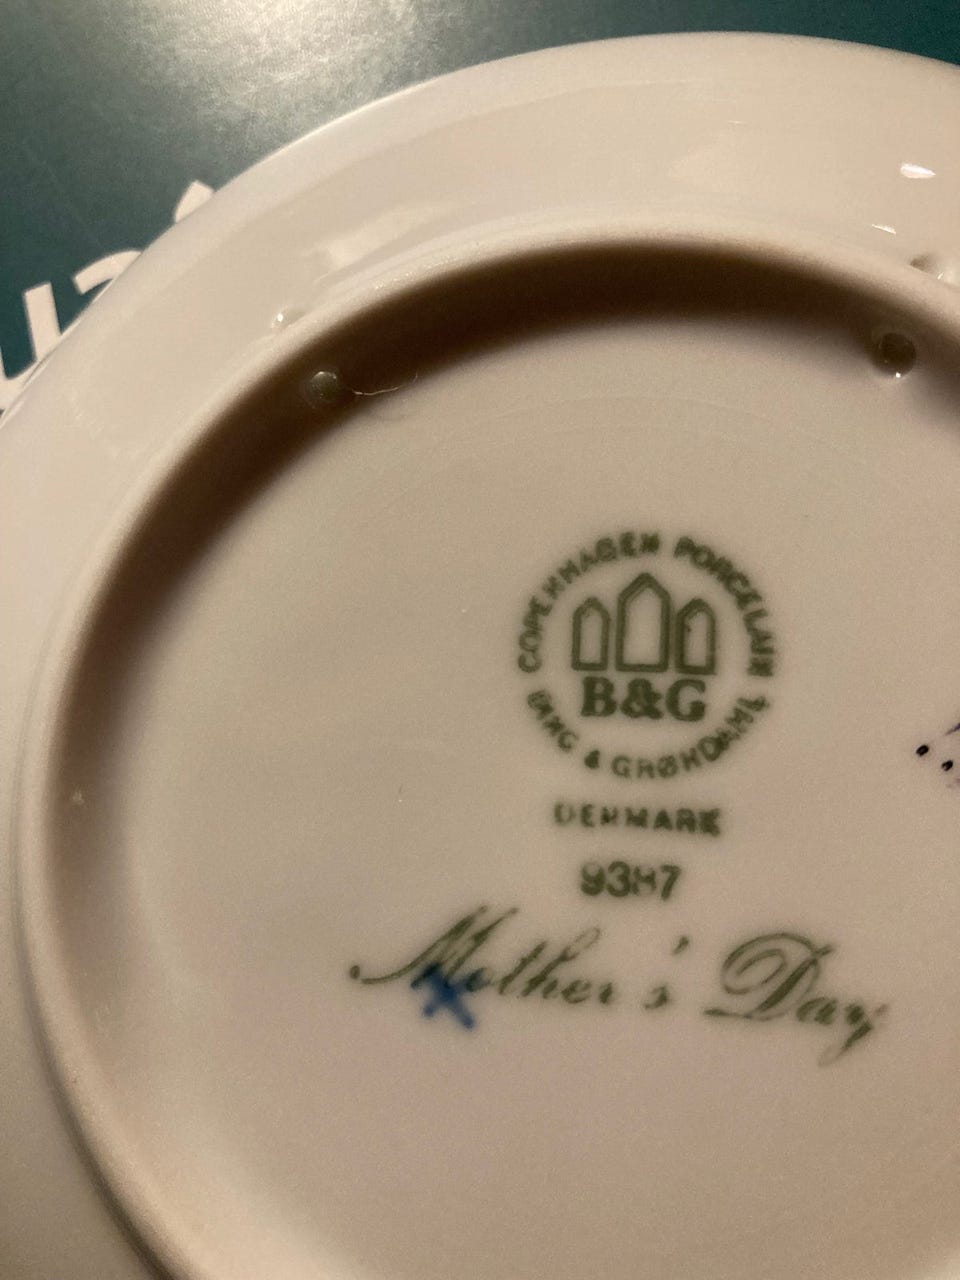 COPENHAGEN PORCELAIN
B&G
BING & GRØNDAHL
DENMARK
9387
Mother's Day